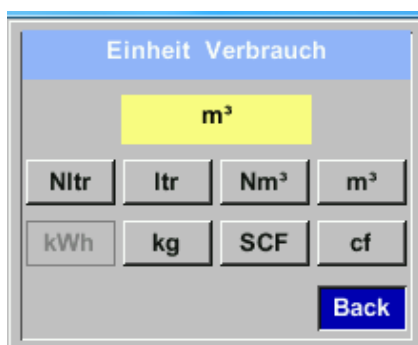 Einheit Verbrauch
m³
Nltr ltr Nm³ m³
kWh kg SCF cf
Back